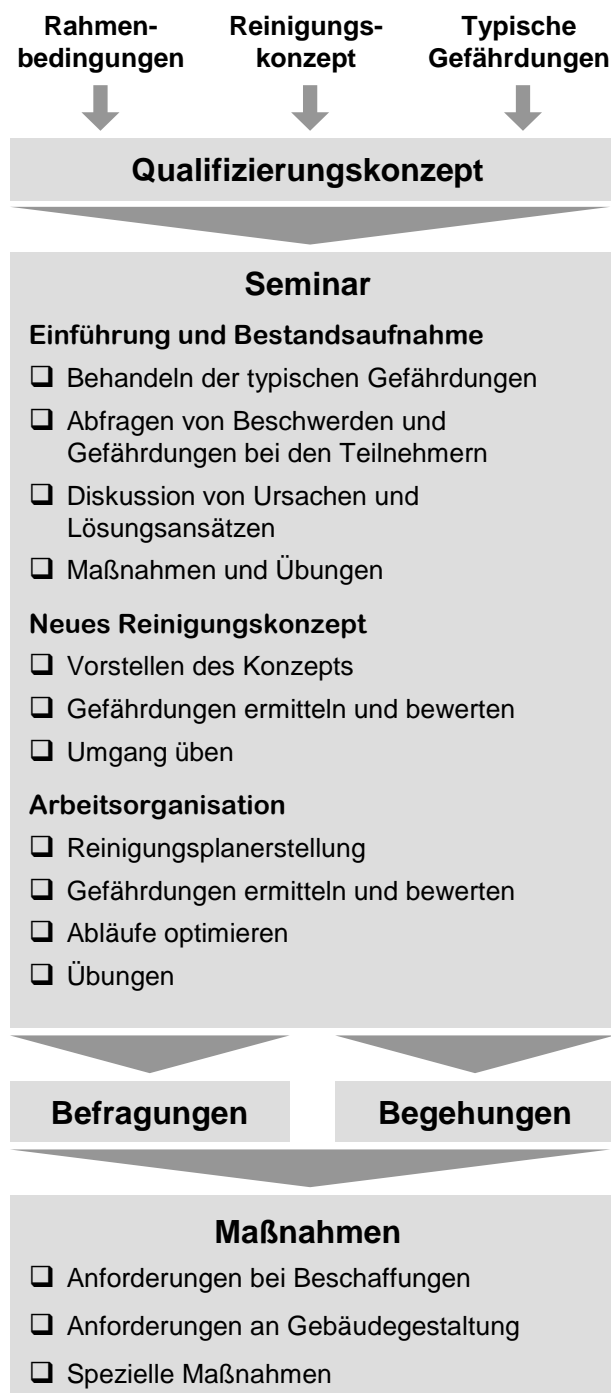 Rahmen-
bedingungen
Reinigungs-
konzept
Typische
Gefährdungen
Qualifizierungskonzept
Seminar
Einführung und Bestandsaufnahme
Behandeln der typischen Gefährdungen
Abfragen von Beschwerden und
Gefährdungen bei den Teilnehmern
Diskussion von Ursachen und
Lösungsansätzen
Maßnahmen und Übungen
Neues Reinigungskonzept
Vorstellen des Konzepts
Gefährdungen ermitteln und bewerten
Umgang üben
Arbeitsorganisation
Reinigungsplanerstellung
Gefährdungen ermitteln und bewerten
Abläufe optimieren
Übungen
Befragungen
Begehungen
Maßnahmen
Anforderungen bei Beschaffungen
Anforderungen an Gebäudegestaltung
Spezielle Maßnahmen